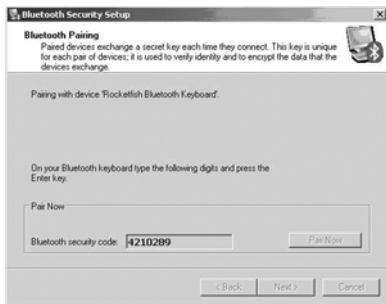 Bluetooth Security Setup
Bluetooth Pairing
Paired devices exchange a secret key each time they connect. This key is unique
for each pair of devices; it is used to verify identity and to encrypt the data that the
devices exchange.
Pairing with device 'Rocketfish Bluetooth Keyboard'.
On your Bluetooth keyboard type the following digits and press the
Enter key.
Pair Now
Bluetooth security code: 4210289
Pair Now
< Back Next > Cancel